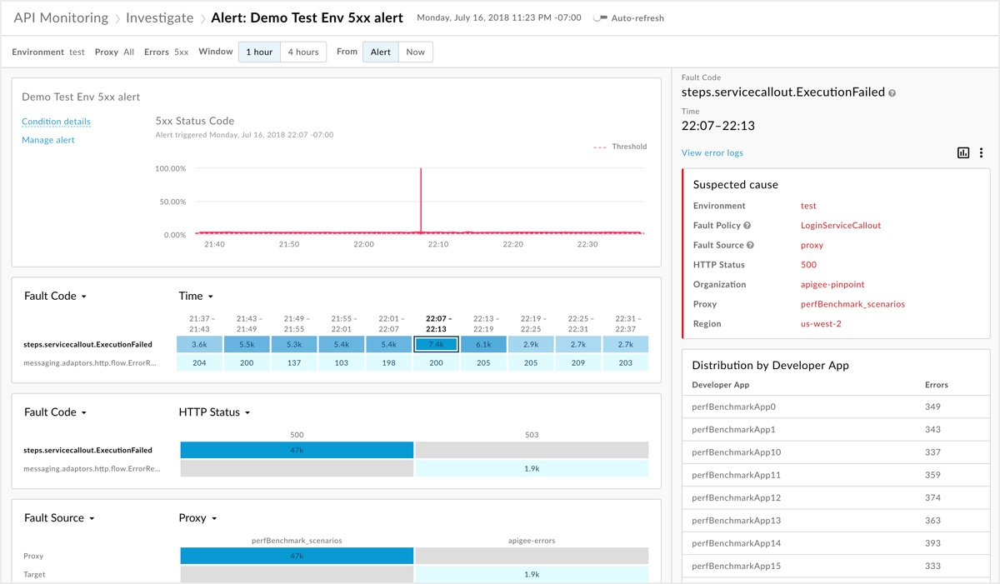 API Monitoring > Investigate > Alert: Demo Test Env 5xx alert Monday, July 16, 2018 11:23 PM -07:00 Auto-refresh
Environment test Proxy All Errors 5xx Window 1 hour 4 hours From Alert Now
Demo Test Env 5xx alert
Condition details
Manage alert
5xx Status Code
Alert triggered Monday, Jul 16, 2018 22:07 -07:00
Threshold
100.00%
50.00%
0.00%
21:40 21:50 22:00 22:10 22:20 22:30
Fault Code Time
21:37 – 21:43 – 21:49 – 21:55 – 22:01 – 22:07 – 22:13 – 22:19 – 22:25 – 22:31 –
21:43 21:49 21:55 22:01 22:07 22:13 22:19 22:25 22:31 22:37
steps.servicecallout.ExecutionFailed 3.6k 5.5k 5.3k 5.4k 5.4k 7.4k 6.1k 2.9k 2.7k 2.7k
messaging.adaptors.http.flow.ErrorR... 204 200 137 103 198 200 205 205 209 203
Fault Code HTTP Status
500 503
steps.servicecallout.ExecutionFailed 47k
messaging.adaptors.http.flow.ErrorRe... 1.9k
Fault Source Proxy
perfBenchmark_scenarios apigee-errors
Proxy 47k
Target 1.9k
Fault Code
steps.servicecallout.ExecutionFailed ?
Time
22:07–22:13
View error logs
Suspected cause
Environment test
Fault Policy ? LoginServiceCallout
Fault Source ? proxy
HTTP Status 500
Organization apigee-pinpoint
Proxy perfBenchmark_scenarios
Region us-west-2
Distribution by Developer App
Developer App Errors
perfBenchmarkApp0 349
perfBenchmarkApp1 343
perfBenchmarkApp10 337
perfBenchmarkApp11 359
perfBenchmarkApp12 374
perfBenchmarkApp13 363
perfBenchmarkApp14 393
perfBenchmarkApp15 333